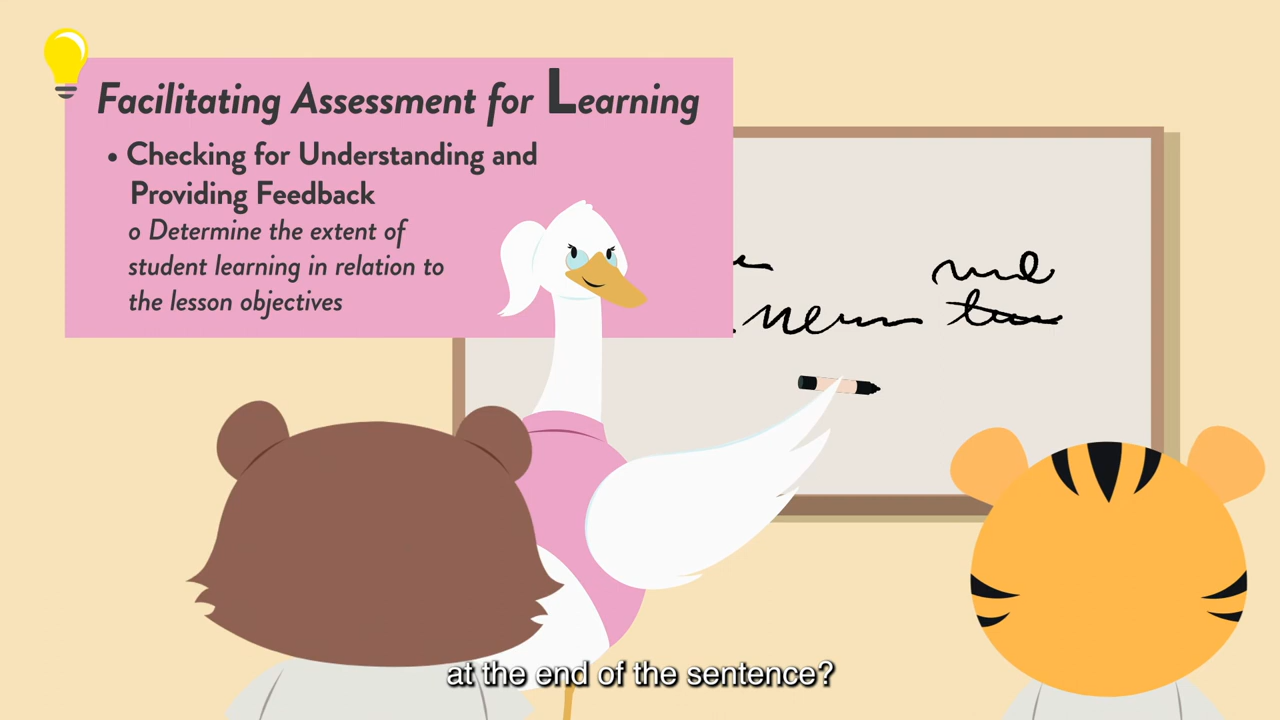 Facilitating Assessment for Learning
• Checking for Understanding and
Providing Feedback
o Determine the extent of
student learning in relation to
the lesson objectives
at the end of the sentence?